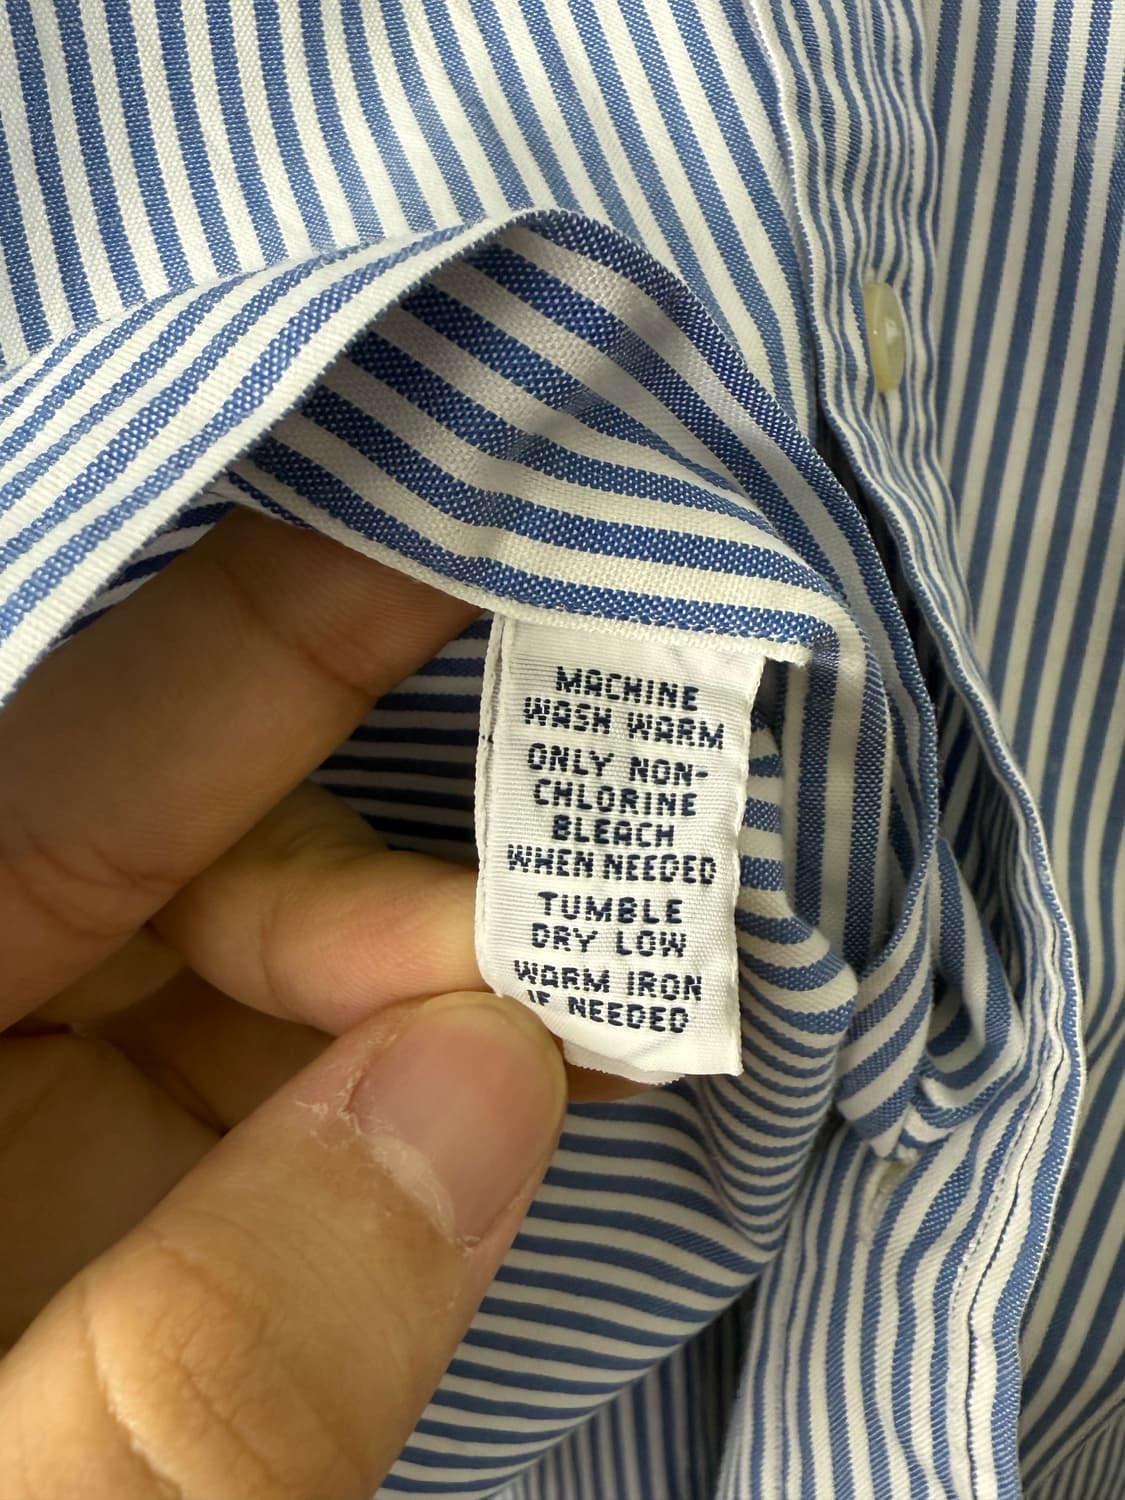 MACHINE
WASH WARM
ONLY NON-
CHLORINE
BLEACH
WHEN NEEDED
TUMBLE
DRY LOW
WARM IRON
IF NEEDED